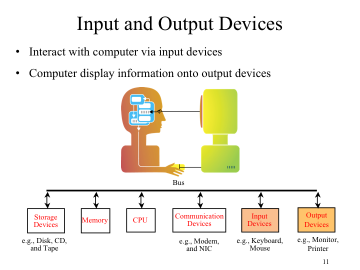 Input and Output Devices
• Interact with computer via input devices
• Computer display information onto output devices
Bus
Storage
Devices
Memory
CPU
Communication
Devices
Input
Devices
Output
Devices
e.g., Disk, CD,
and Tape
e.g., Modem,
and NIC
e.g., Keyboard,
Mouse
e.g., Monitor,
Printer
11